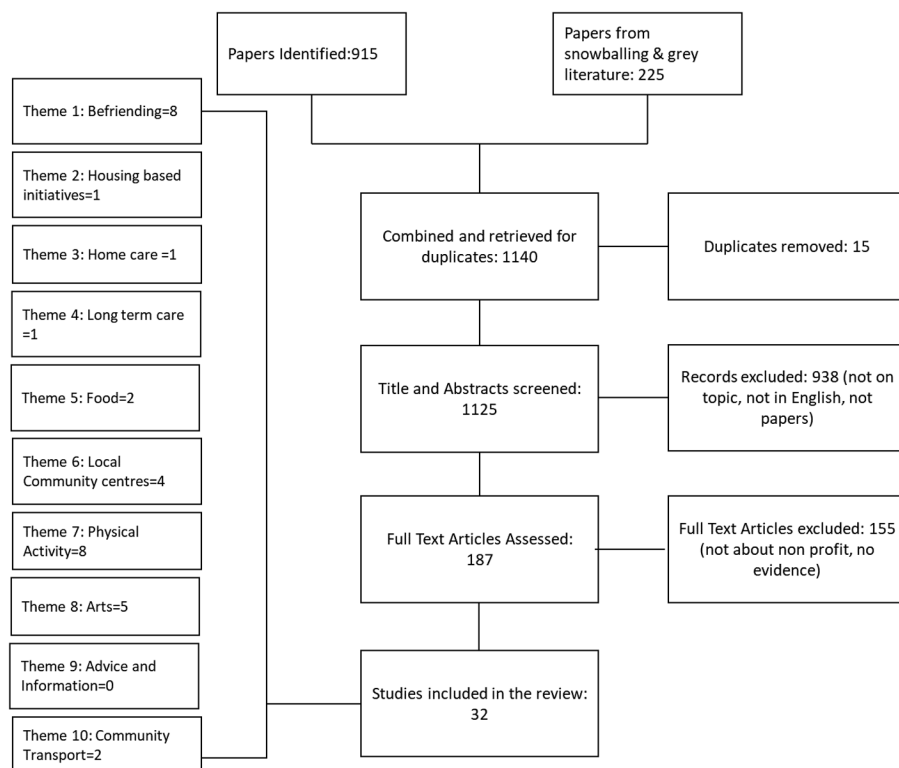 Papers Identified:915
Papers from
snowballing & grey
literature: 225
Theme 1: Befriending=8
Theme 2: Housing based
initiatives=1
Theme 3: Home care =1
Theme 4: Long term care
=1
Theme 5: Food=2
Theme 6: Local
Community centres=4
Theme 7: Physical
Activity=8
Theme 8: Arts=5
Theme 9: Advice and
Information=0
Theme 10: Community
Transport=2
Combined and retrieved for
duplicates: 1140
Duplicates removed: 15
Title and Abstracts screened:
1125
Records excluded: 938 (not on
topic, not in English, not
papers)
Full Text Articles Assessed:
187
Full Text Articles excluded: 155
(not about non profit, no
evidence)
Studies included in the review:
32